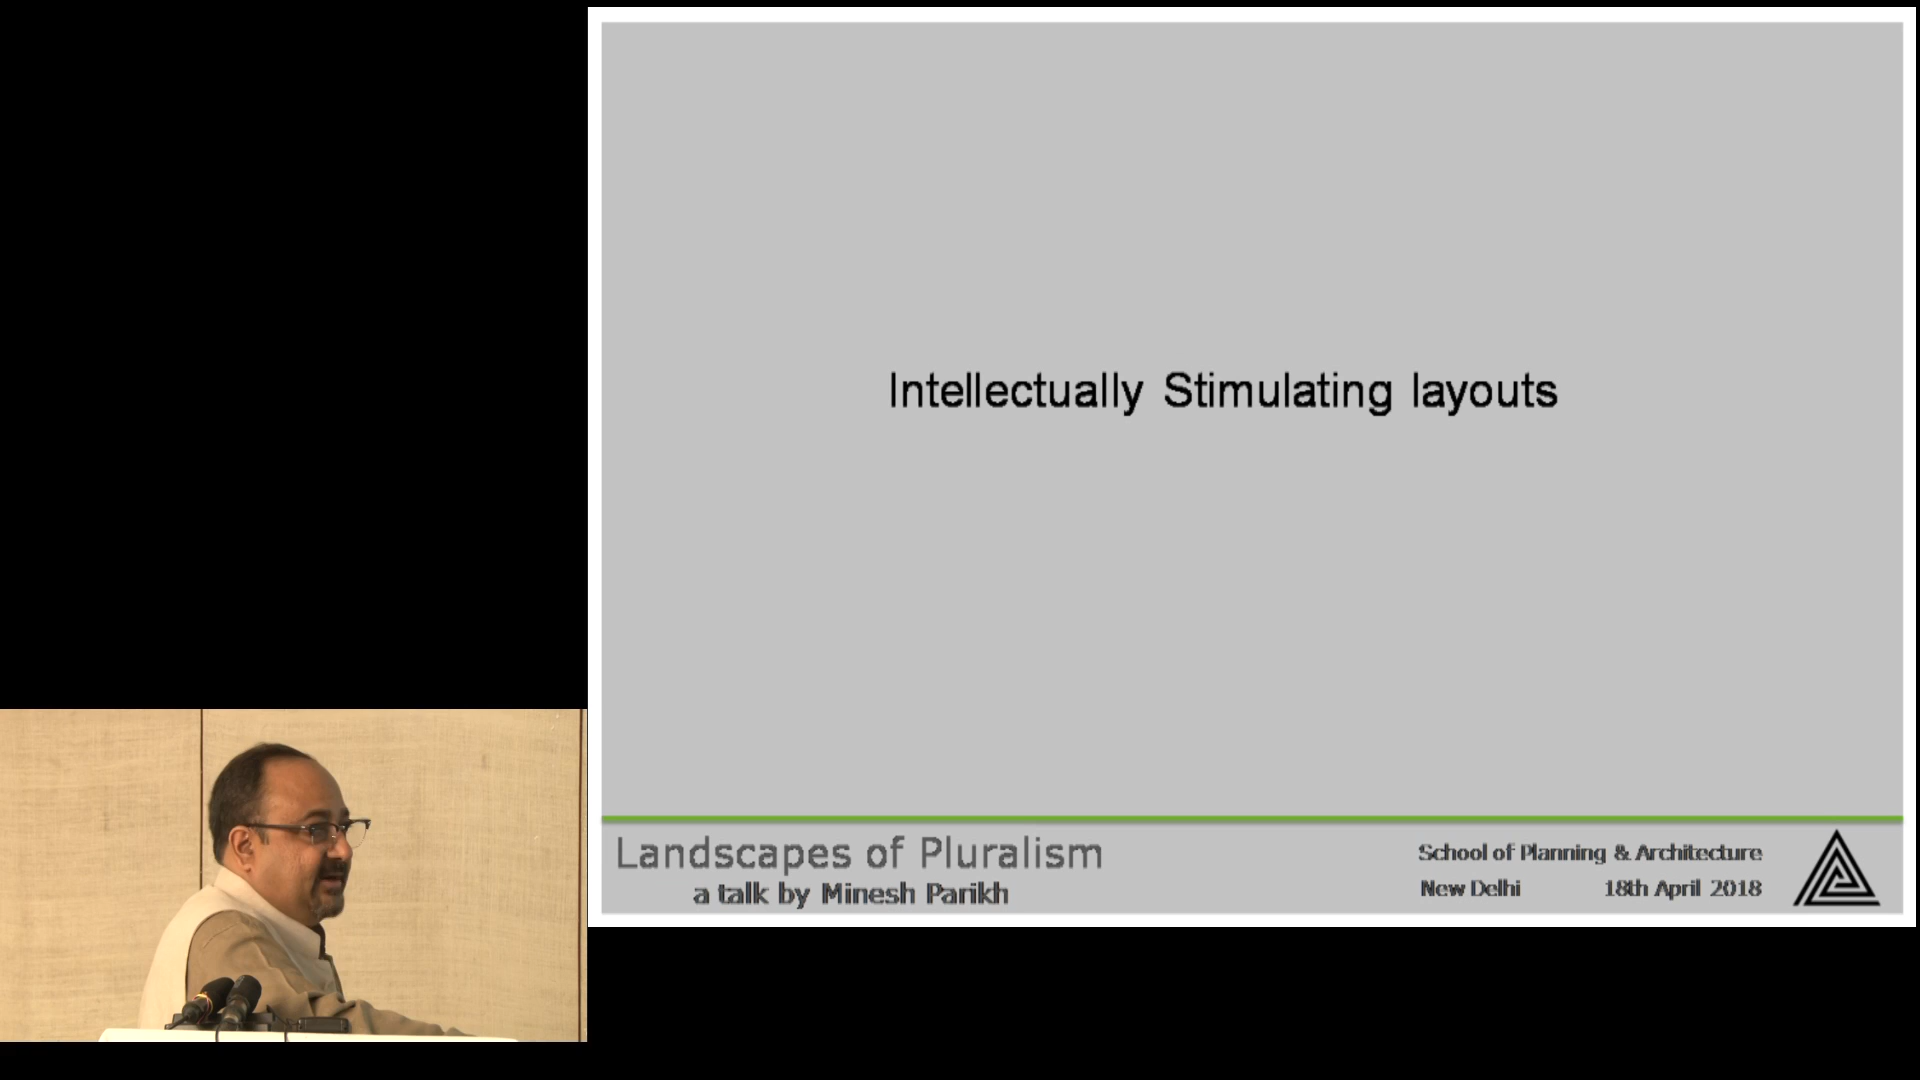 Intellectually Stimulating layouts
Landscapes of Pluralism
a talk by Minesh Parikh
School of Planning & Architecture
New Delhi 18th April 2018